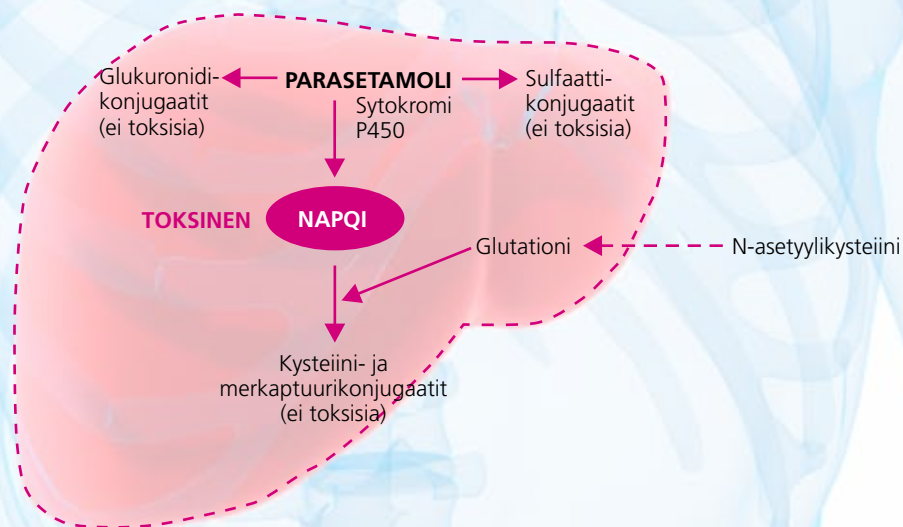 Glukuronidi-
konjugaatit
(ei toksisia)
PARASETAMOLI
Sytokromi
P450
Sulfaatti-
konjugaatit
(ei toksisia)
TOKSINEN
NAPQI
Glutationi
N-asetyylikysteiini
Kysteiini- ja
merkaptuurikonjugaatit
(ei toksisia)